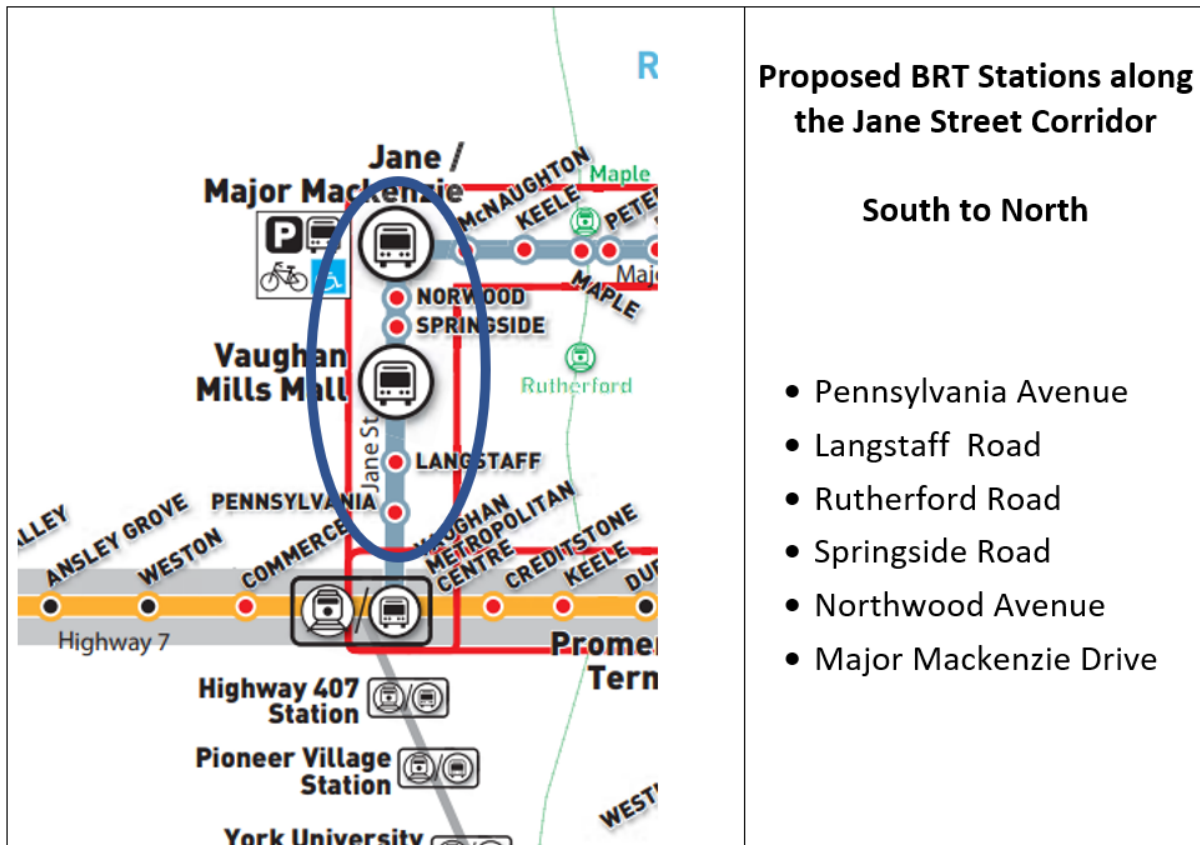 R
Jane /
Major Mackenzie
McNAUGHTON
KEELE
Maple
P
MAPLE
NORWOOD
SPRINGSIDE
Vaughan
Mills Mall
Rutherford
Jane St
LANGSTAFF
PENNSYLVANIA
ANSLEY GROVE
WESTON
COMMERCE
VAUGHAN
METROPOLITAN
CENTRE
CREDITSTONE
KEELE
Highway 7
Highway 407
Station
Pioneer Village
Station
York University
Proposed BRT Stations along
the Jane Street Corridor
South to North
• Pennsylvania Avenue
• Langstaff Road
• Rutherford Road
• Springside Road
• Northwood Avenue
• Major Mackenzie Drive